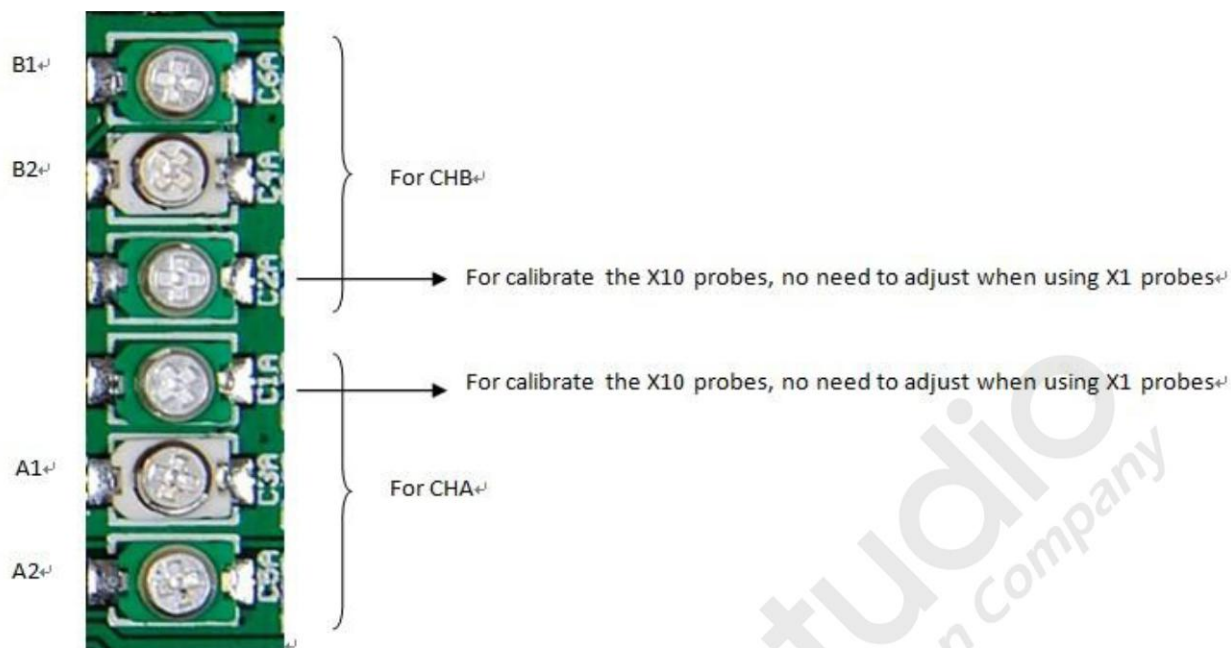 B1
C6A
B2
C4A
For CHB
C2A
For calibrate the X10 probes, no need to adjust when using X1 probes
C1A
For calibrate the X10 probes, no need to adjust when using X1 probes
A1
C3A
For CHA
A2
C5A
tudio
n Company